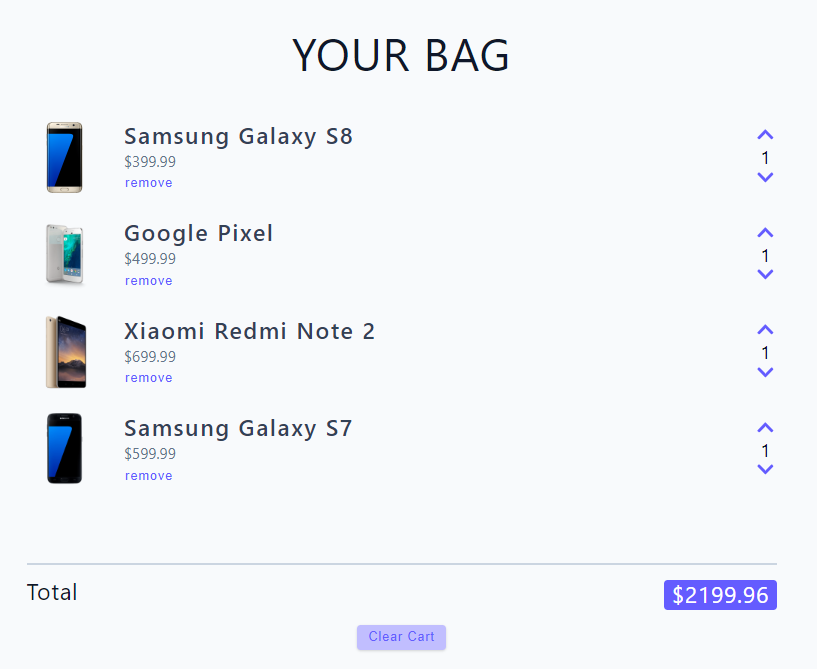 YOUR BAG
Samsung Galaxy S8
$399.99
remove
1
Google Pixel
$499.99
remove
1
Xiaomi Redmi Note 2
$699.99
remove
1
Samsung Galaxy S7
$599.99
remove
1
Total $2199.96
Clear Cart